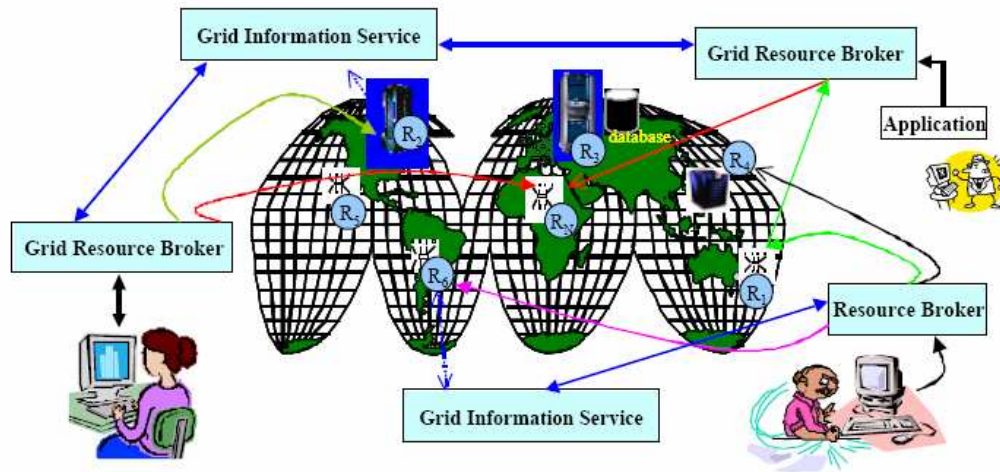 Grid Information Service
Grid Resource Broker
Application
R2
R3
database
R4
R5
RN
Grid Resource Broker
R6
R1
Resource Broker
Grid Information Service